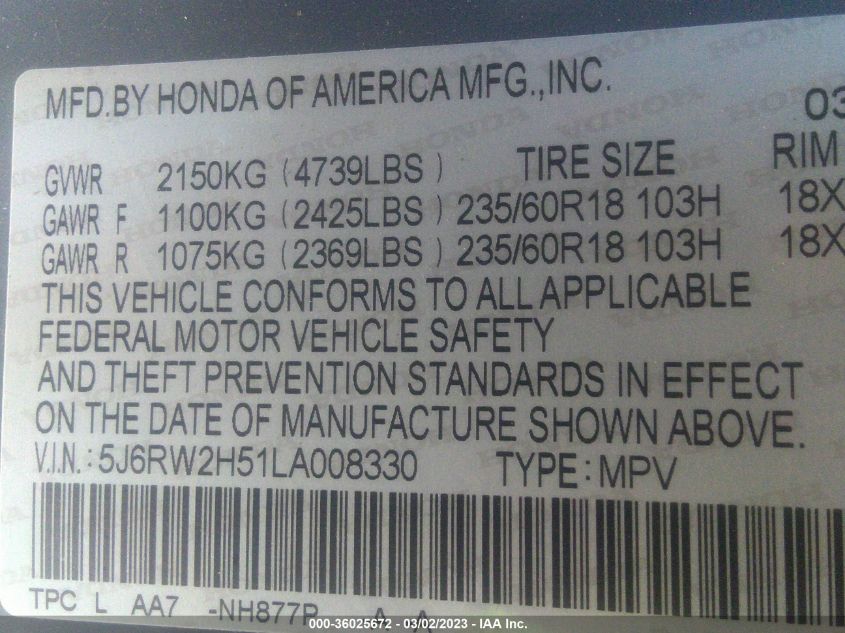 MFD.BY HONDA OF AMERICA MFG.,INC. 03
GVWR 2150KG (4739LBS) TIRE SIZE RIM
GAWR F 1100KG (2425LBS) 235/60R18 103H 18X
GAWR R 1075KG (2369LBS) 235/60R18 103H 18X
THIS VEHICLE CONFORMS TO ALL APPLICABLE
FEDERAL MOTOR VEHICLE SAFETY
AND THEFT PREVENTION STANDARDS IN EFFECT
ON THE DATE OF MANUFACTURE SHOWN ABOVE.
V.I.N.: 5J6RW2H51LA008330 TYPE: MPV
TPC L AA7 -NH877P A A
000-36025672 - 03/02/2023 - IAA Inc.